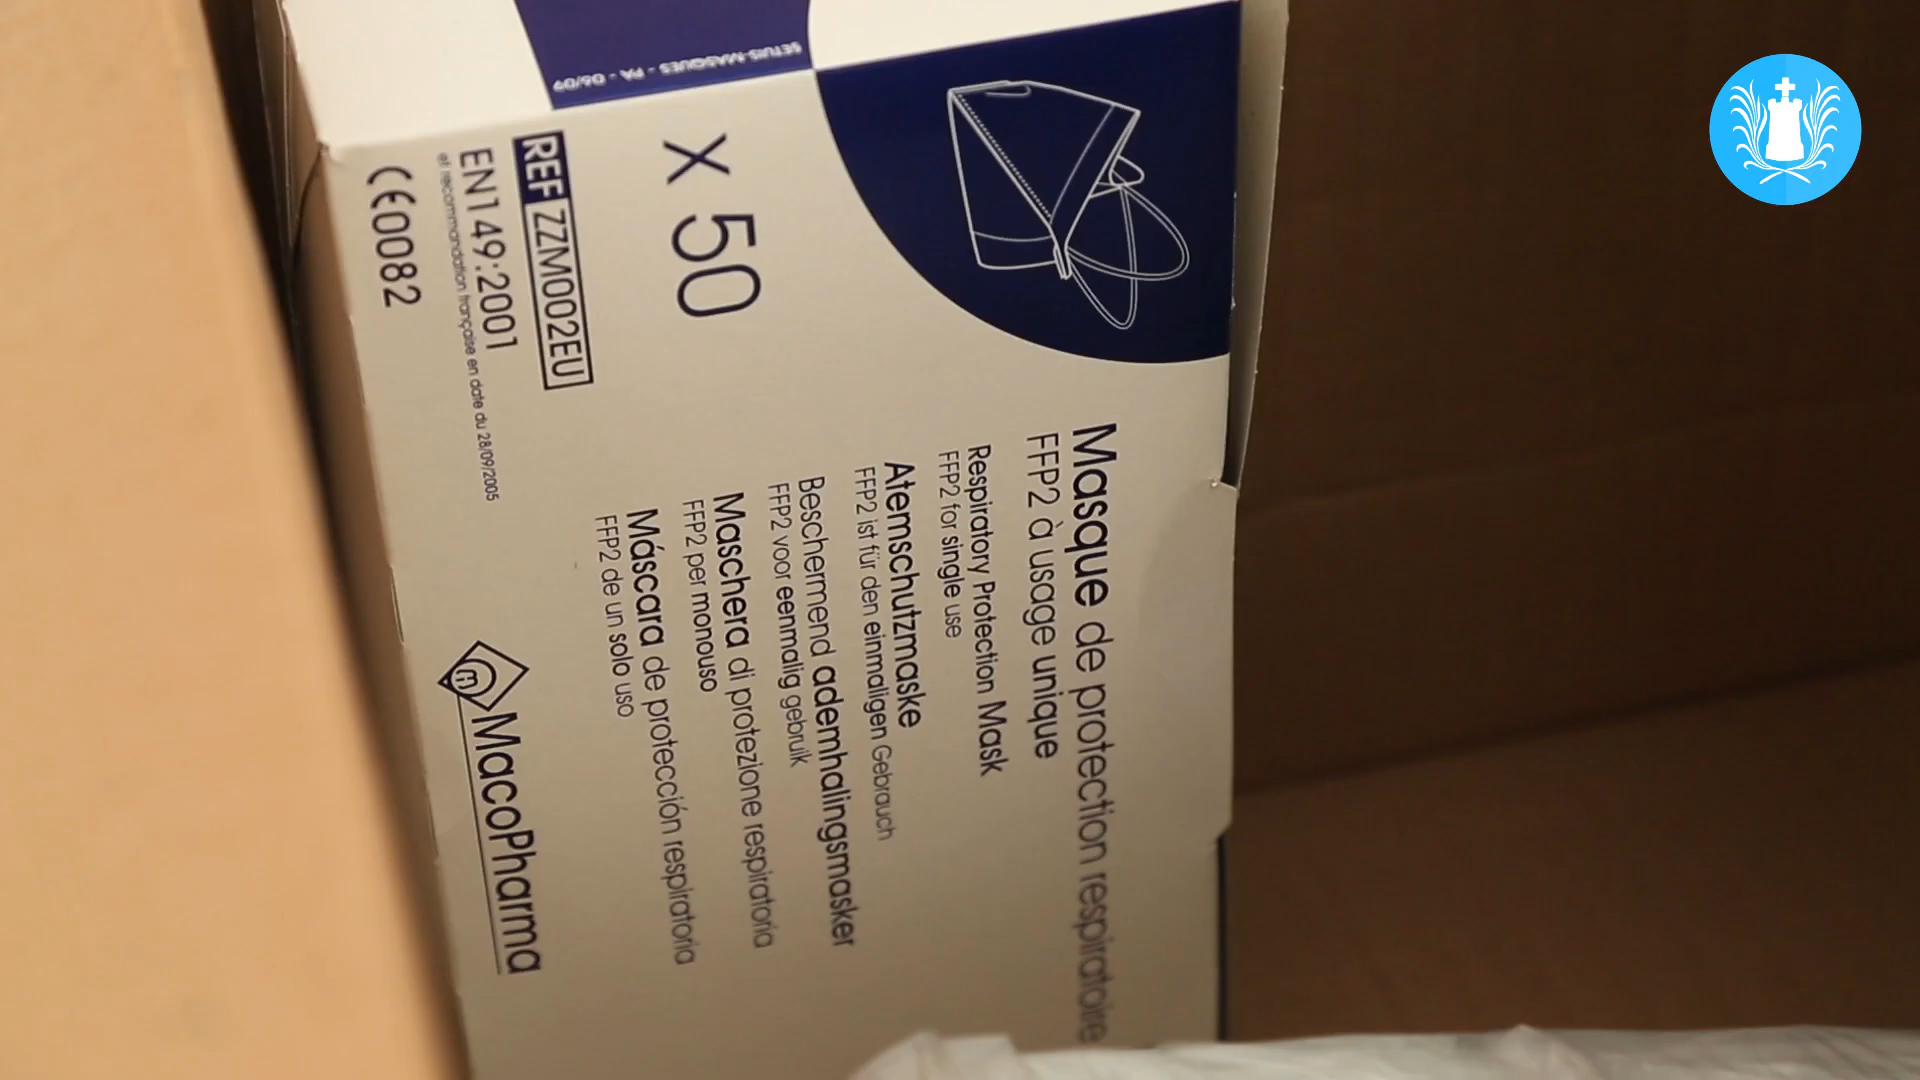 ETUIS-MASQUES - PA - 06/09
X 50
REF ZZM002EU
EN149:2001
et recommandation française en date du 28/09/2005
CE0082
Masque de protection respiratoire
FFP2 à usage unique
Respiratory Protection Mask
FFP2 for single use
Atemschutzmaske
FFP2 ist für den einmaligen Gebrauch
Beschermend ademhalingsmasker
FFP2 voor eenmalig gebruik
Maschera di protezione respiratoria
FFP2 per monouso
Máscara de protección respiratoria
FFP2 de un solo uso
m
MacoPharma